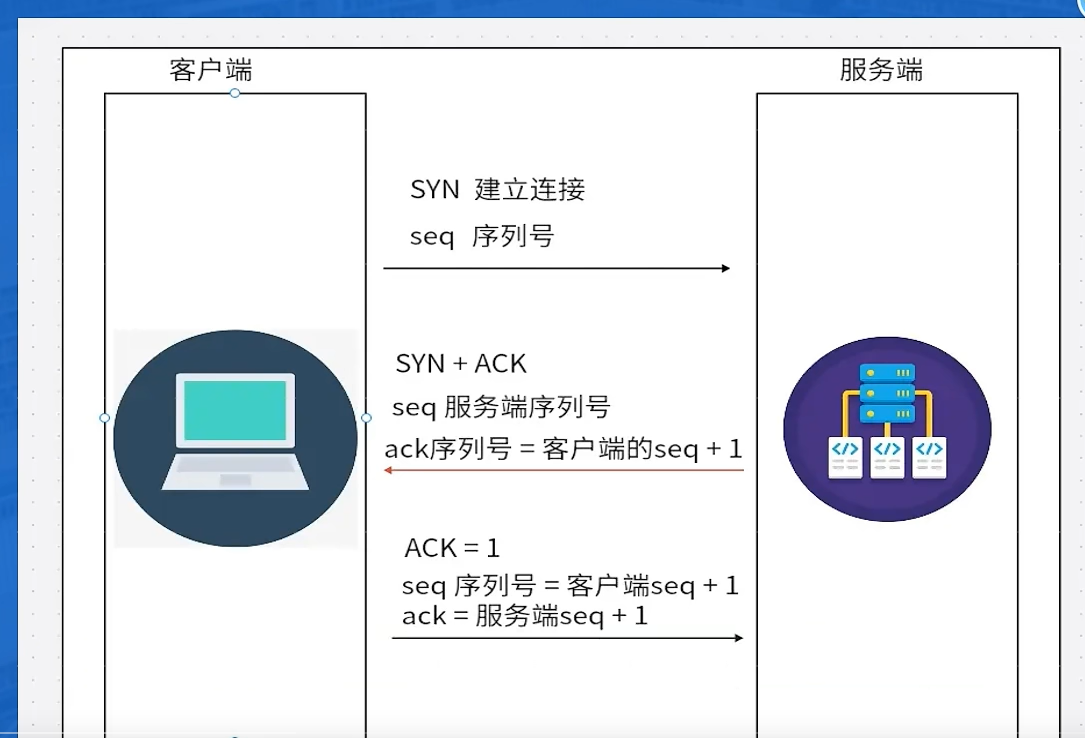 客户端
服务端
SYN 建立连接
seq 序列号
SYN + ACK
seq 服务端序列号
ack序列号 = 客户端的seq + 1
ACK = 1
seq 序列号 = 客户端seq + 1
ack = 服务端seq + 1